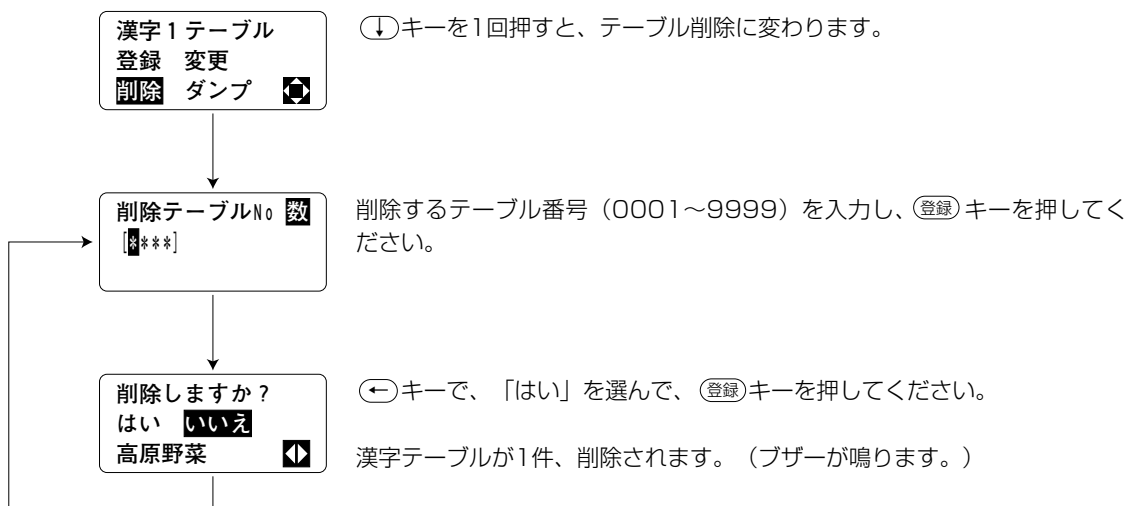 漢字1テーブル
登録 変更
削除 ダンプ
↓キーを1回押すと、テーブル削除に変わります。
削除テーブルNo 数
[****]
削除するテーブル番号（0001～9999）を入力し、登録キーを押してく
ださい。
削除しますか？
はい いいえ
高原野菜
←キーで、「はい」を選んで、登録キーを押してください。
漢字テーブルが1件、削除されます。（ブザーが鳴ります。）